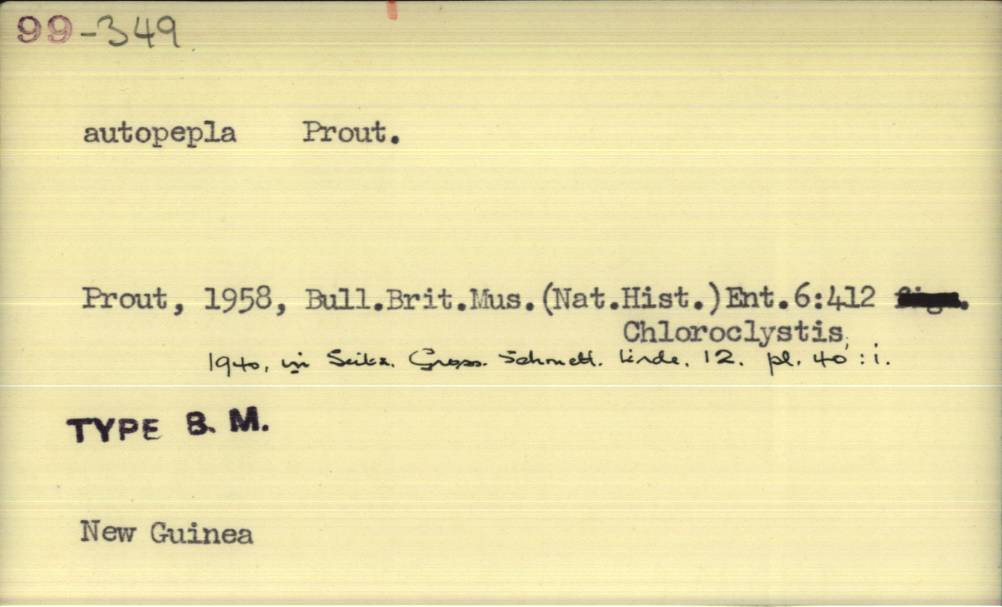 99-349
autopepla Prout.
Prout, 1958, Bull.Brit.Mus.(Nat.Hist.)Ent.6:412
Chloroclystis
1940, in Seitz. Gross. Schmett. Erde. 12. pl. 40 : i.
TYPE B. M.
New Guinea